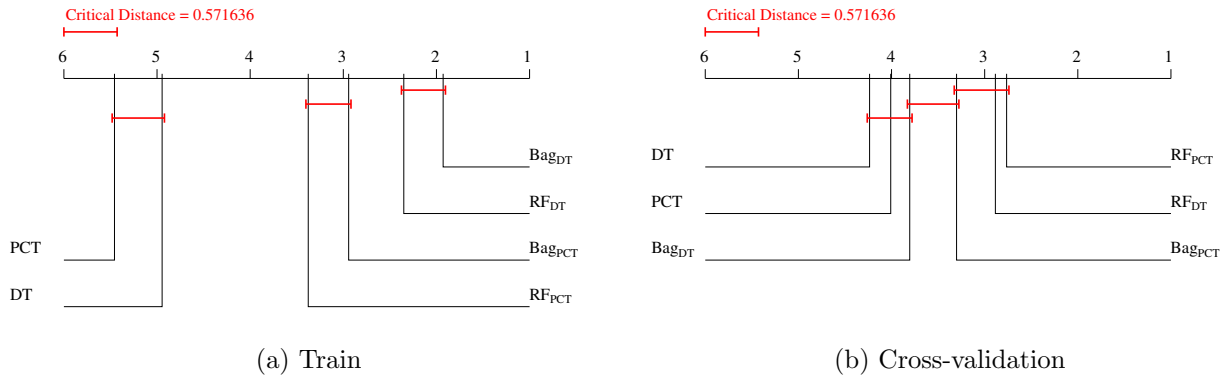 Critical Distance = 0.571636
6 5 4 3 2 1
Bag_DT
RF_DT
PCT Bag_PCT
DT RF_PCT
(a) Train
Critical Distance = 0.571636
6 5 4 3 2 1
DT RF_PCT
PCT RF_DT
Bag_DT Bag_PCT
(b) Cross-validation